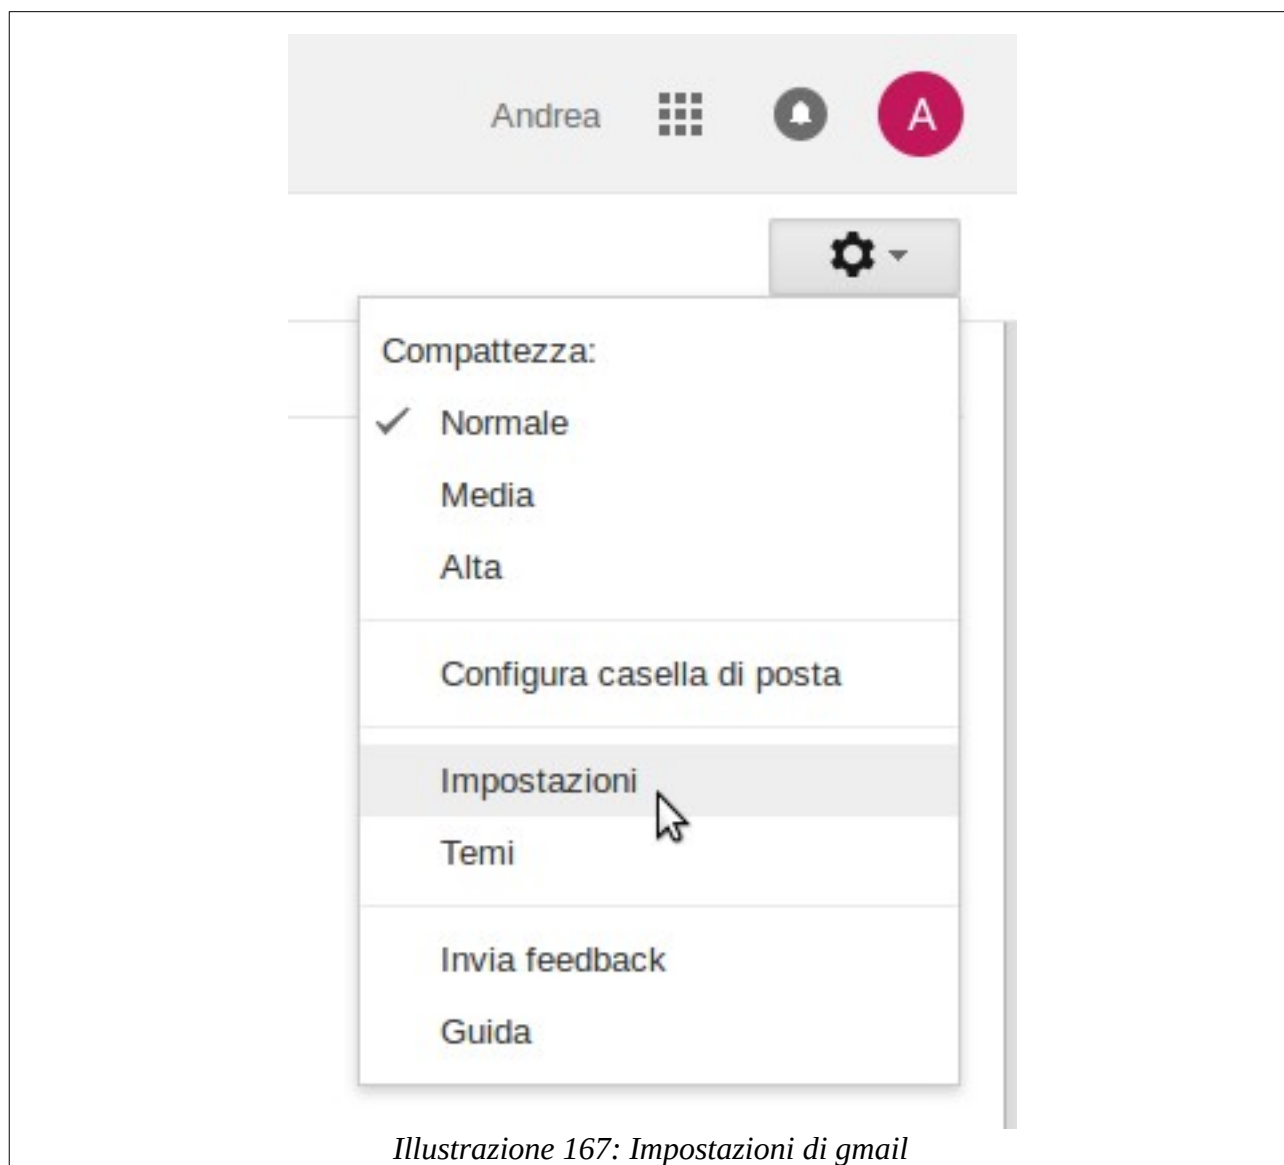 Andrea
A
Compattezza:
Normale
Media
Alta
Configura casella di posta
Impostazioni
Temi
Invia feedback
Guida
Illustrazione 167: Impostazioni di gmail